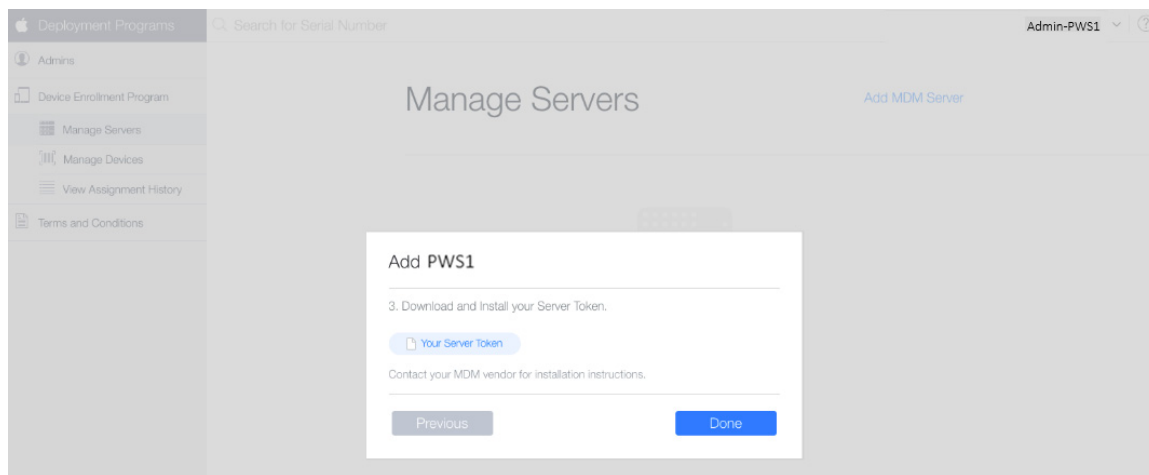 Deployment Programs
Search for Serial Number
Admin-PWS1
Admins
Device Enrollment Program
Manage Servers
Manage Devices
View Assignment History
Terms and Conditions
Manage Servers
Add MDM Server
Add PWS1
3. Download and Install your Server Token.
Your Server Token
Contact your MDM vendor for installation instructions.
Previous
Done